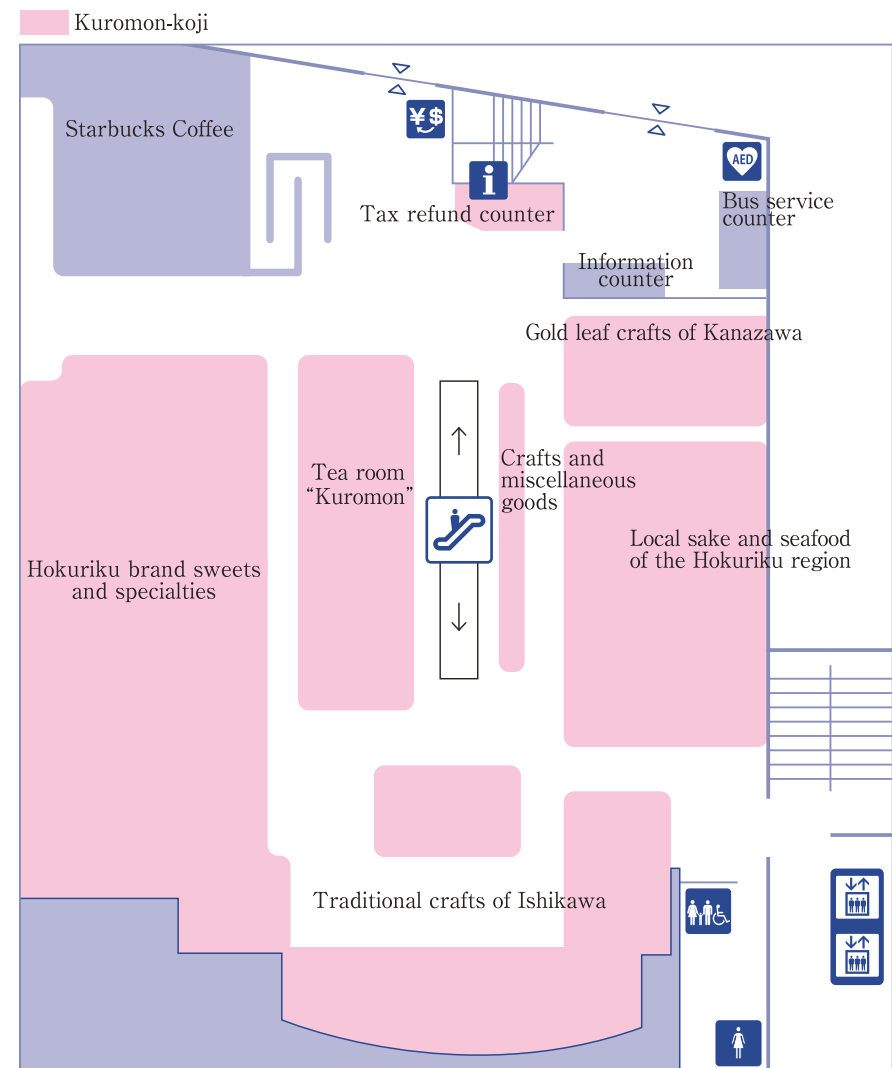 Kuromon-koji
Starbucks Coffee
¥$
i
AED
Tax refund counter
Bus service
counter
Information
counter
Gold leaf crafts of Kanazawa
Tea room
“Kuromon”
Crafts and
miscellaneous
goods
Local sake and seafood
of the Hokuriku region
Hokuriku brand sweets
and specialties
Traditional crafts of Ishikawa